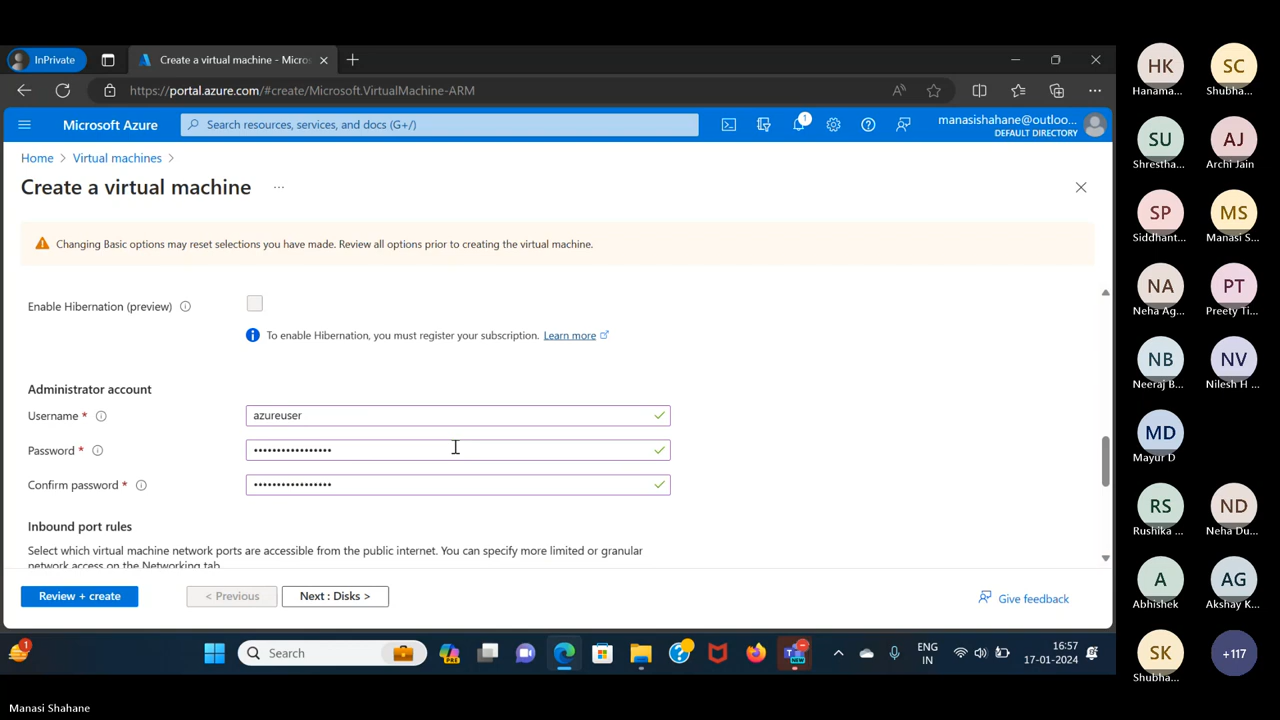 InPrivate
Create a virtual machine - Micros
https://portal.azure.com/#create/Microsoft.VirtualMachine-ARM
Microsoft Azure
Search resources, services, and docs (G+/)
1
manasishahane@outloo...
DEFAULT DIRECTORY
Home > Virtual machines >
Create a virtual machine ...
Changing Basic options may reset selections you have made. Review all options prior to creating the virtual machine.
Enable Hibernation (preview)
To enable Hibernation, you must register your subscription. Learn more
Administrator account
Username * azureuser
Password * •••••••••••••••••
Confirm password * •••••••••••••••••
Inbound port rules
Select which virtual machine network ports are accessible from the public internet. You can specify more limited or granular
network access on the Networking tab.
Review + create
< Previous
Next : Disks >
Give feedback
1
Search
PRE
NEW
ENG
IN
16:57
17-01-2024
Manasi Shahane
HK
Hanama...
SC
Shubha...
SU
Shrestha...
AJ
Archi Jain
SP
Siddhant...
MS
Manasi S...
NA
Neha Ag...
PT
Preety Ti...
NB
Neeraj B...
NV
Nilesh H ...
MD
Mayur D
RS
Rushika ...
ND
Neha Du...
A
Abhishek
AG
Akshay K...
SK
Shubha...
+117